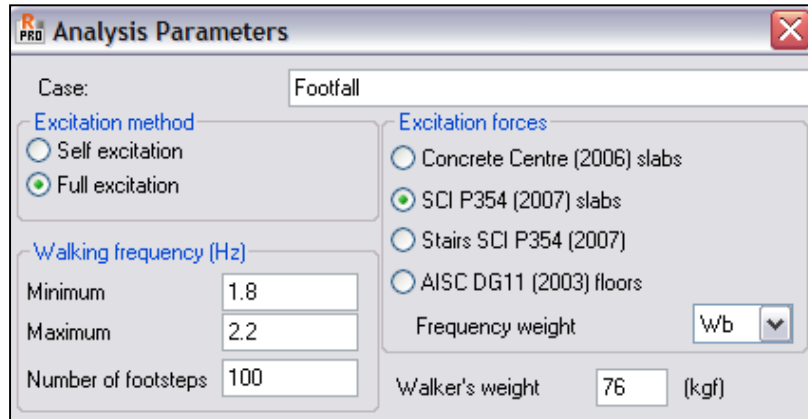 R PRO Analysis Parameters
Case: Footfall
Excitation method
Self excitation
Full excitation
Walking frequency (Hz)
Minimum 1.8
Maximum 2.2
Number of footsteps 100
Excitation forces
Concrete Centre (2006) slabs
SCI P354 (2007) slabs
Stairs SCI P354 (2007)
AISC DG11 (2003) floors
Frequency weight Wb
Walker's weight 76 (kgf)